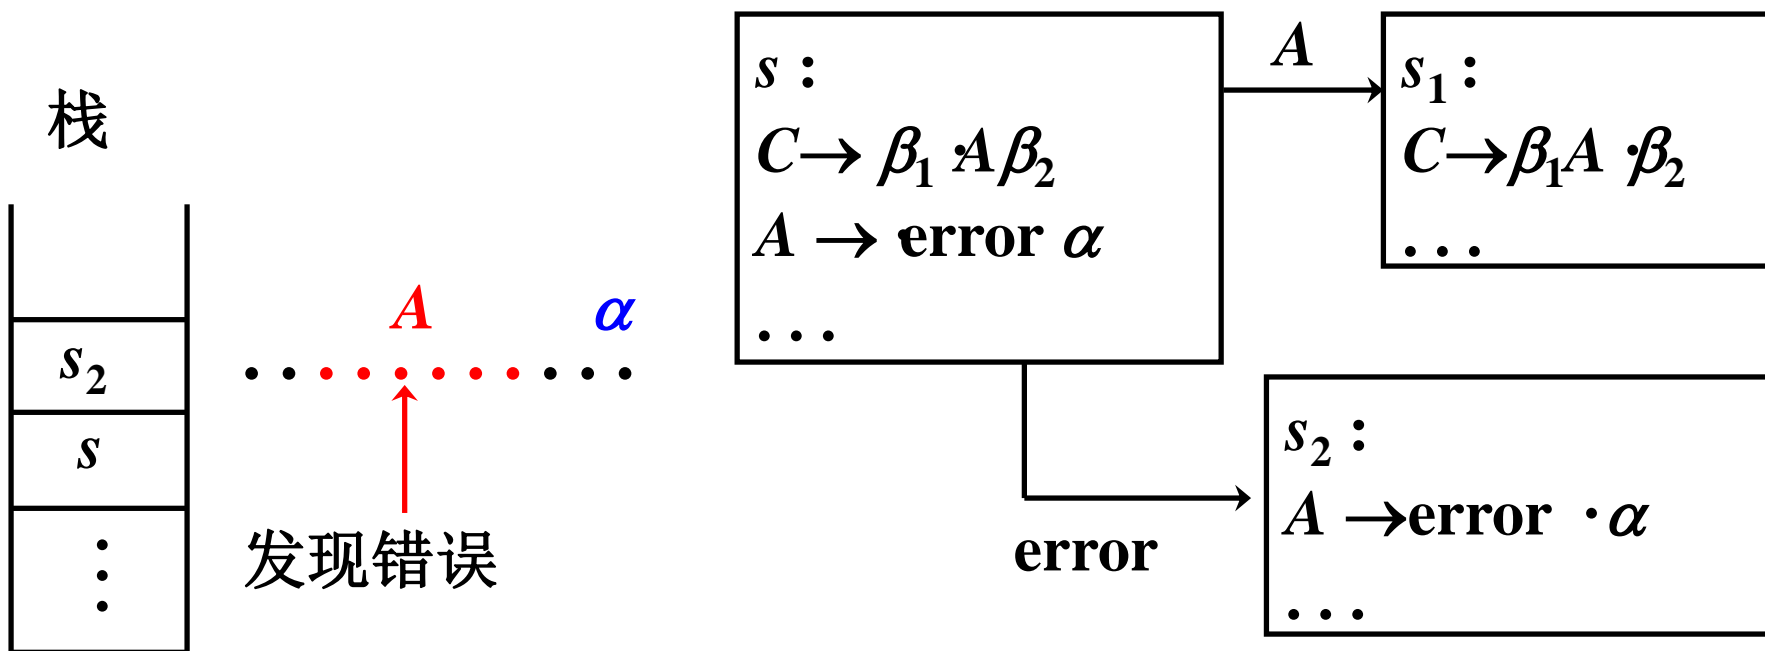 栈
s₂
s
⋮
A α
• • • • • • • • • • •
发现错误
s :
C→ β₁ ·Aβ₂
A → ·error α
. . .
A
s₁ :
C→β₁A ·β₂
. . .
error
s₂ :
A →error ·α
. . .